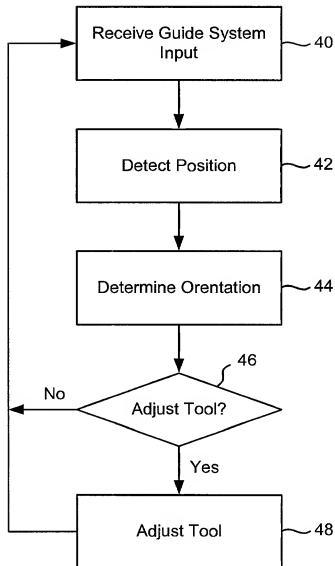 Receive Guide System
Input
40
Detect Position
42
Determine Orentation
44
46
Adjust Tool?
No
Yes
Adjust Tool
48